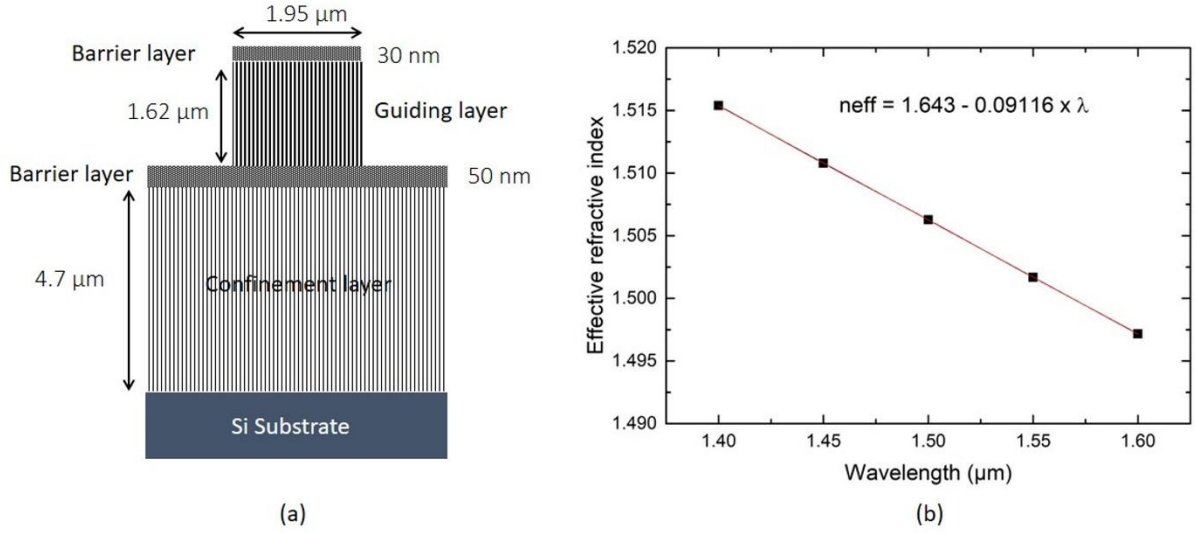 1.95 µm
Barrier layer
30 nm
1.62 µm
Guiding layer
Barrier layer
50 nm
4.7 µm
Confinement layer
Si Substrate
(a)
1.520
1.515
1.510
1.505
1.500
1.495
1.490
Effective refractive index
neff = 1.643 - 0.09116 x λ
1.40 1.45 1.50 1.55 1.60
Wavelength (µm)
(b)